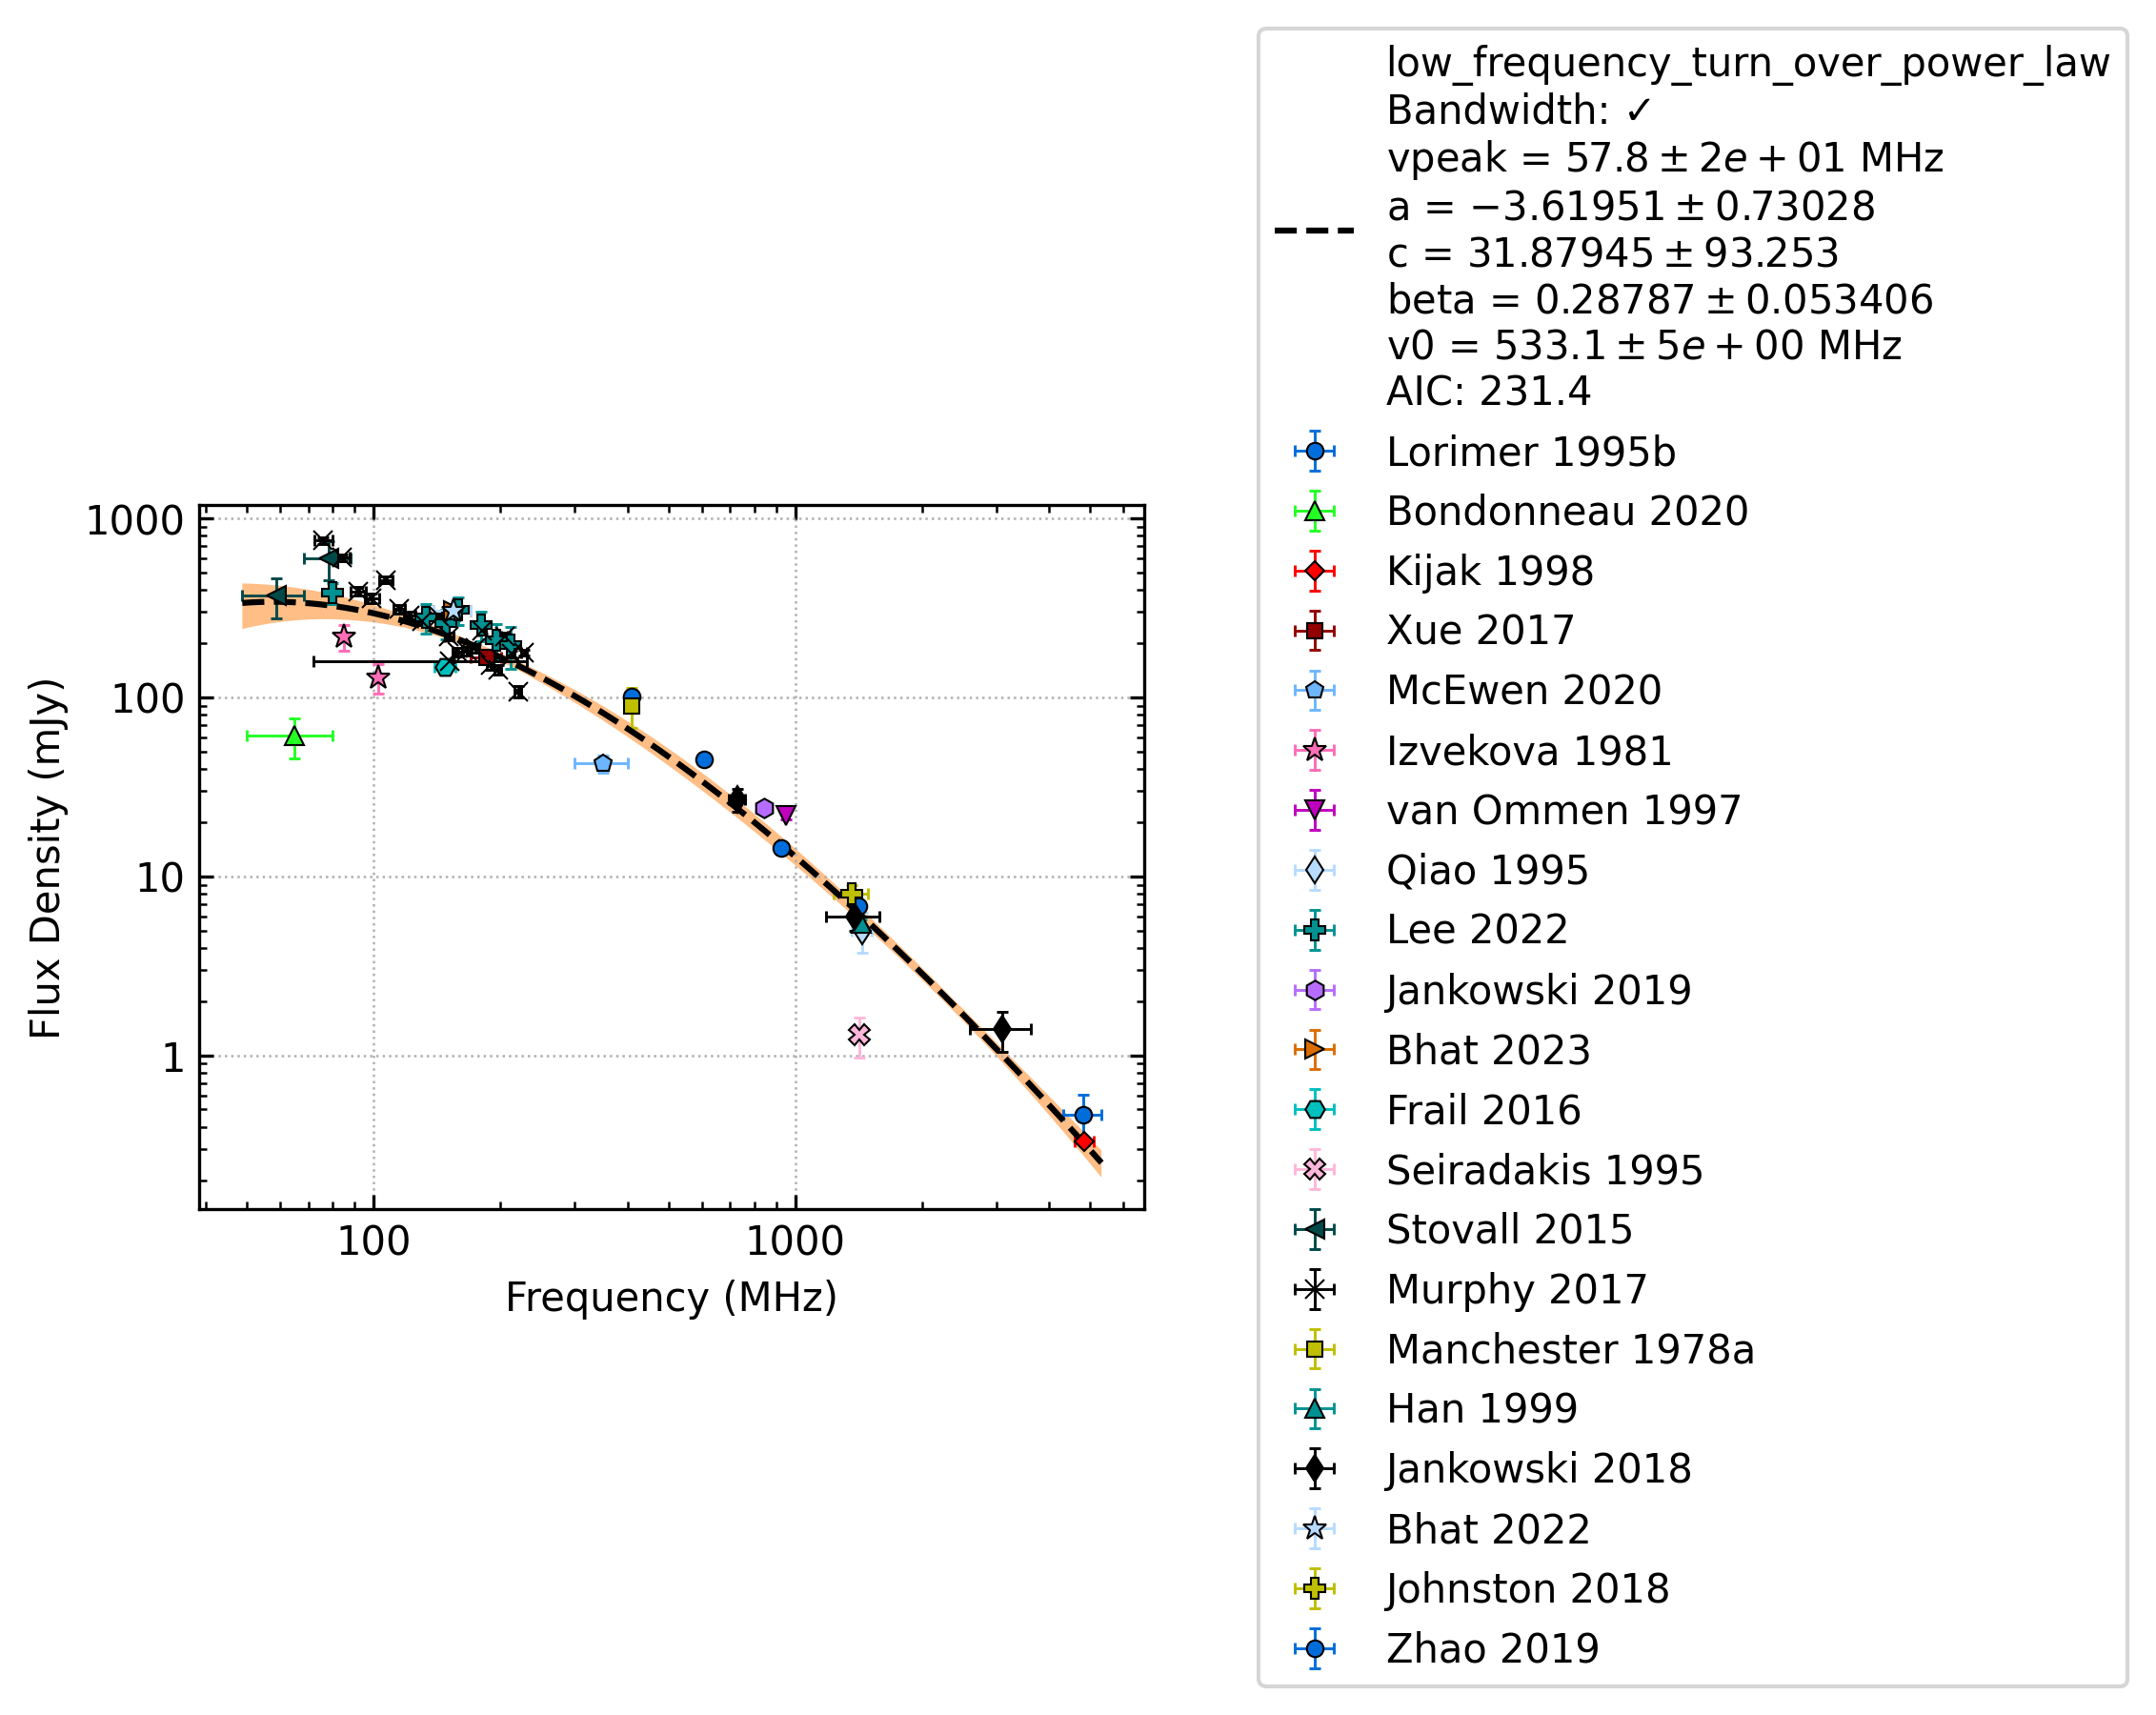 low_frequency_turn_over_power_law
Bandwidth: ✓
vpeak = 57.8 ± 2e + 01 MHz
a = −3.61951 ± 0.73028
c = 31.87945 ± 93.253
beta = 0.28787 ± 0.053406
v0 = 533.1 ± 5e + 00 MHz
AIC: 231.4
Lorimer 1995b
Bondonneau 2020
Kijak 1998
Xue 2017
McEwen 2020
Izvekova 1981
van Ommen 1997
Qiao 1995
Lee 2022
Jankowski 2019
Bhat 2023
Frail 2016
Seiradakis 1995
Stovall 2015
Murphy 2017
Manchester 1978a
Han 1999
Jankowski 2018
Bhat 2022
Johnston 2018
Zhao 2019
1000
100
10
1
Flux Density (mJy)
100
1000
Frequency (MHz)